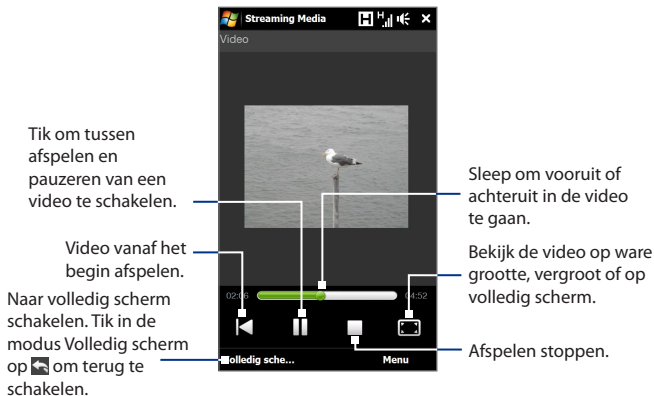 Streaming Media
H
H
Video
Tik om tussen
afspelen en
pauzeren van een
video te schakelen.
Sleep om vooruit of
achteruit in de video
te gaan.
Video vanaf het
begin afspelen.
Bekijk de video op ware
grootte, vergroot of op
volledig scherm.
02:06
04:52
Naar volledig scherm
schakelen. Tik in de
modus Volledig scherm
op om terug te
schakelen.
Afspelen stoppen.
olledig sche...
Menu